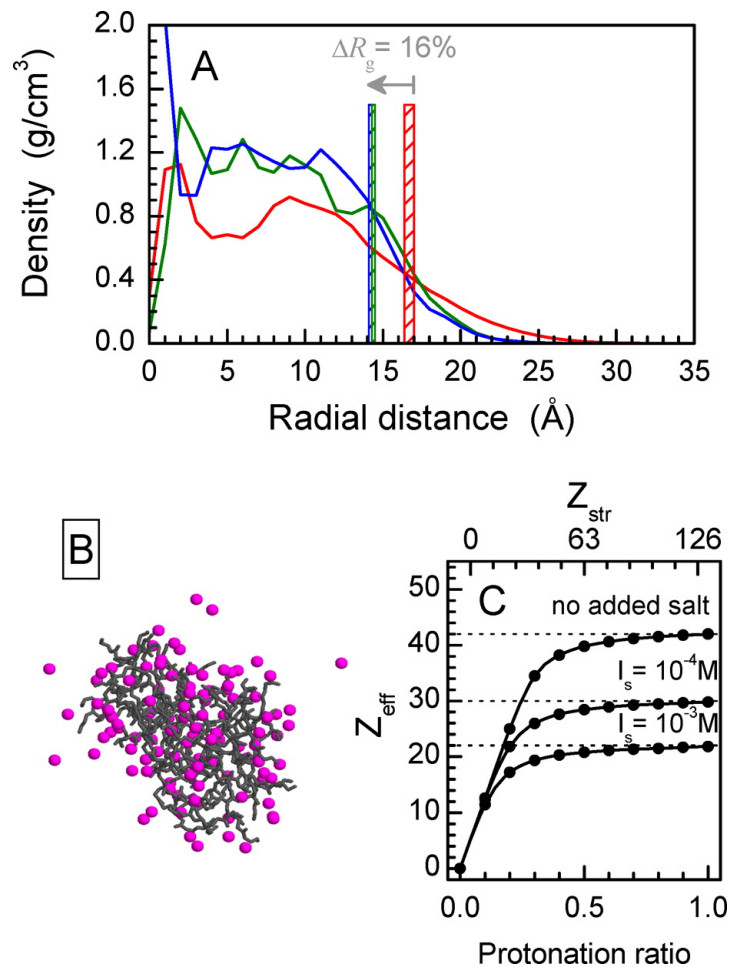 A
ΔRg = 16%
2.0
1.6
1.2
0.8
0.4
0.0
Density (g/cm³)
0 5 10 15 20 25 30 35
Radial distance (Å)
B
Zstr
0 63 126
C
no added salt
Is = 10⁻⁴M
Is = 10⁻³M
50
40
30
20
10
0
Zeff
0.0 0.5 1.0
Protonation ratio